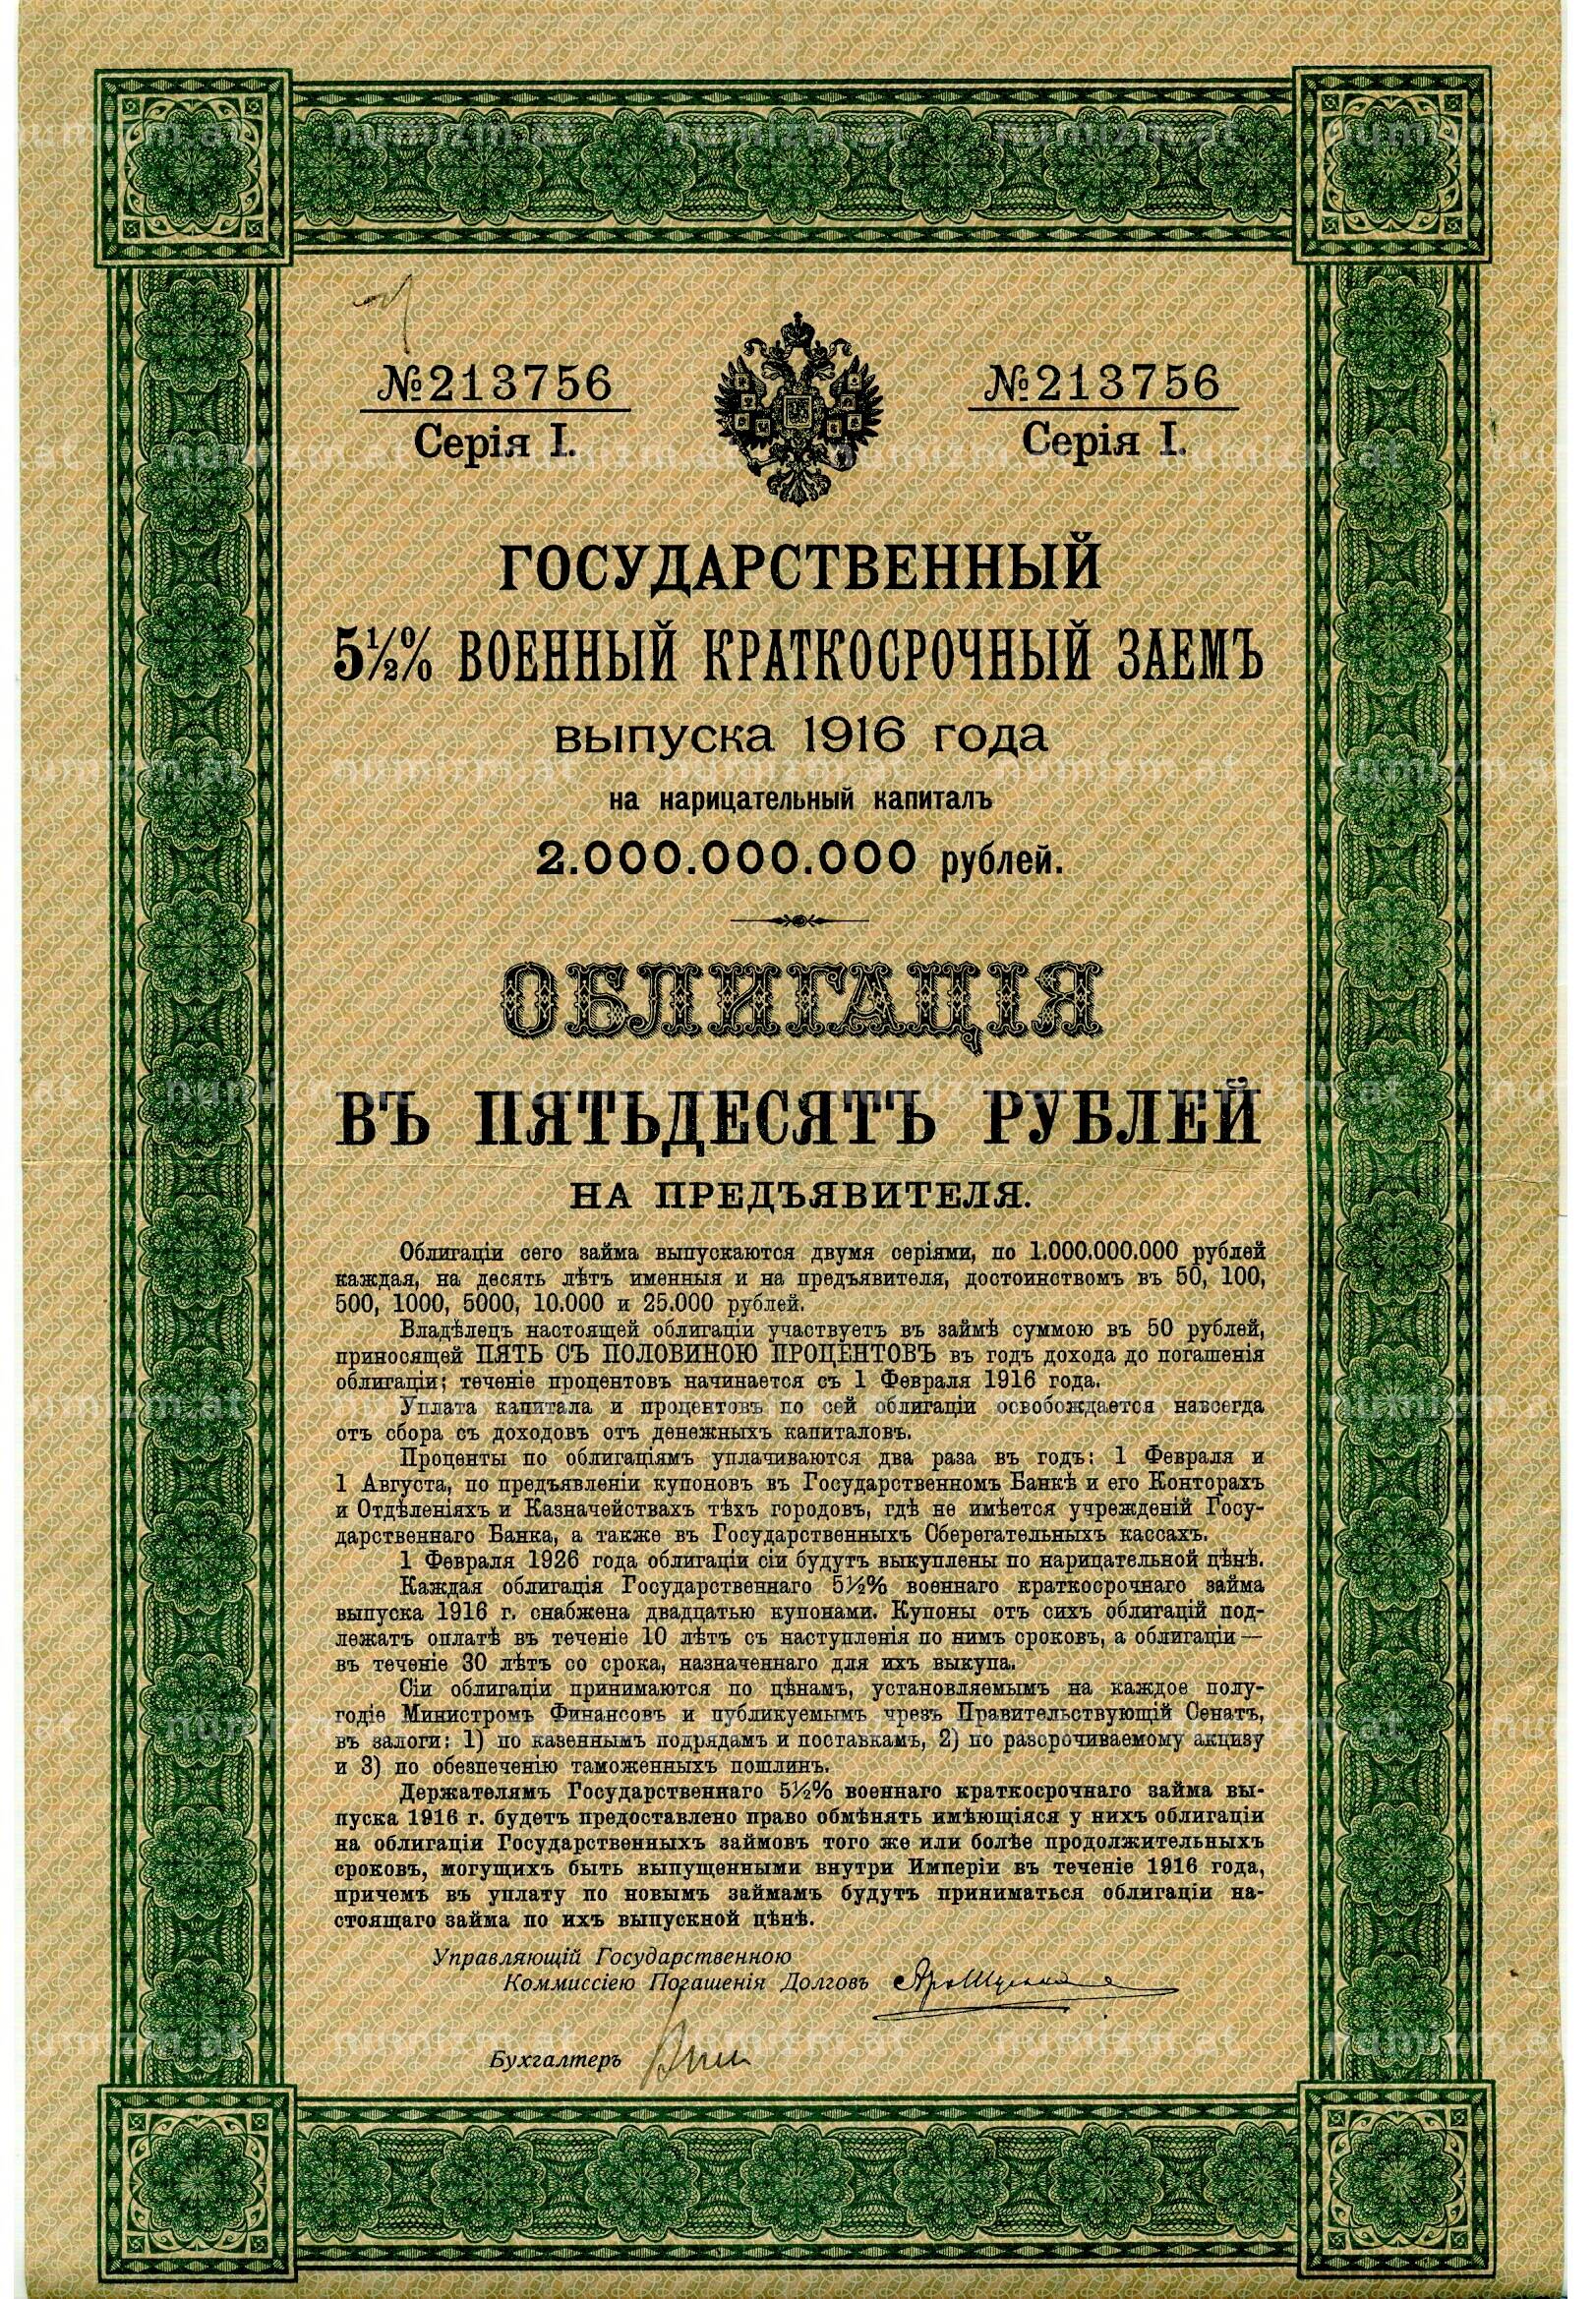 №213756 №213756
Серія I. Серія I.
ГОСУДАРСТВЕННЫЙ
5½% ВОЕННЫЙ КРАТКОСРОЧНЫЙ ЗАЕМЪ
выпуска 1916 года
на нарицательный капиталъ
2.000.000.000 рублей.
ОБЛИГАЦІЯ
ВЪ ПЯТЬДЕСЯТЪ РУБЛЕЙ
НА ПРЕДЪЯВИТЕЛЯ.
Облигаціи сего займа выпускаются двумя серіями, по 1.000.000.000 рублей
каждая, на десять лѣтъ именныя и на предъявителя, достоинствомъ въ 50, 100,
500, 1000, 5000, 10.000 и 25.000 рублей.
Владѣлецъ настоящей облигаціи участвуетъ въ займѣ суммою въ 50 рублей,
приносящей ПЯТЬ СЪ ПОЛОВИНОЮ ПРОЦЕНТОВЪ въ годъ дохода до погашенія
облигаціи; теченіе процентовъ начинается съ 1 Февраля 1916 года.
Уплата капитала и процентовъ по сей облигаціи освобождается навсегда
отъ сбора съ доходовъ отъ денежныхъ капиталовъ.
Проценты по облигаціямъ уплачиваются два раза въ годъ: 1 Февраля и
1 Августа, по предъявленіи купоновъ въ Государственномъ Банкѣ и его Конторахъ
и Отдѣленіяхъ и Казначействахъ тѣхъ городовъ, гдѣ не имѣется учрежденій Госу-
дарственнаго Банка, а также въ Государственныхъ Сберегательныхъ кассахъ.
1 Февраля 1926 года облигаціи сіи будутъ выкуплены по нарицательной цѣнѣ.
Каждая облигація Государственнаго 5½% военнаго краткосрочнаго займа
выпуска 1916 г. снабжена двадцатью купонами. Купоны отъ сихъ облигацій под-
лежатъ оплатѣ въ теченіе 10 лѣтъ съ наступленія по нимъ сроковъ, а облигаціи —
въ теченіе 30 лѣтъ со срока, назначеннаго для ихъ выкупа.
Сіи облигаціи принимаются по цѣнамъ, установляемымъ на каждое полу-
годіе Министромъ Финансовъ и публикуемымъ чрезъ Правительствующій Сенатъ,
въ залоги: 1) по казеннымъ подрядамъ и поставкамъ, 2) по разсрочиваемому акцизу
и 3) по обезпеченію таможенныхъ пошлинъ.
Держателямъ Государственнаго 5½% военнаго краткосрочнаго займа вы-
пуска 1916 г. будетъ предоставлено право обмѣнять имѣющіяся у нихъ облигаціи
на облигаціи Государственныхъ займовъ того же или болѣе продолжительныхъ
сроковъ, могущихъ быть выпущенными внутри Имперіи въ теченіе 1916 года,
причемъ въ уплату по новымъ займамъ будутъ приниматься облигаціи на-
стоящаго займа по ихъ выпускной цѣнѣ.
Управляющій Государственною
Коммиссіею Погашенія Долговъ
Бухгалтеръ
numizm.at